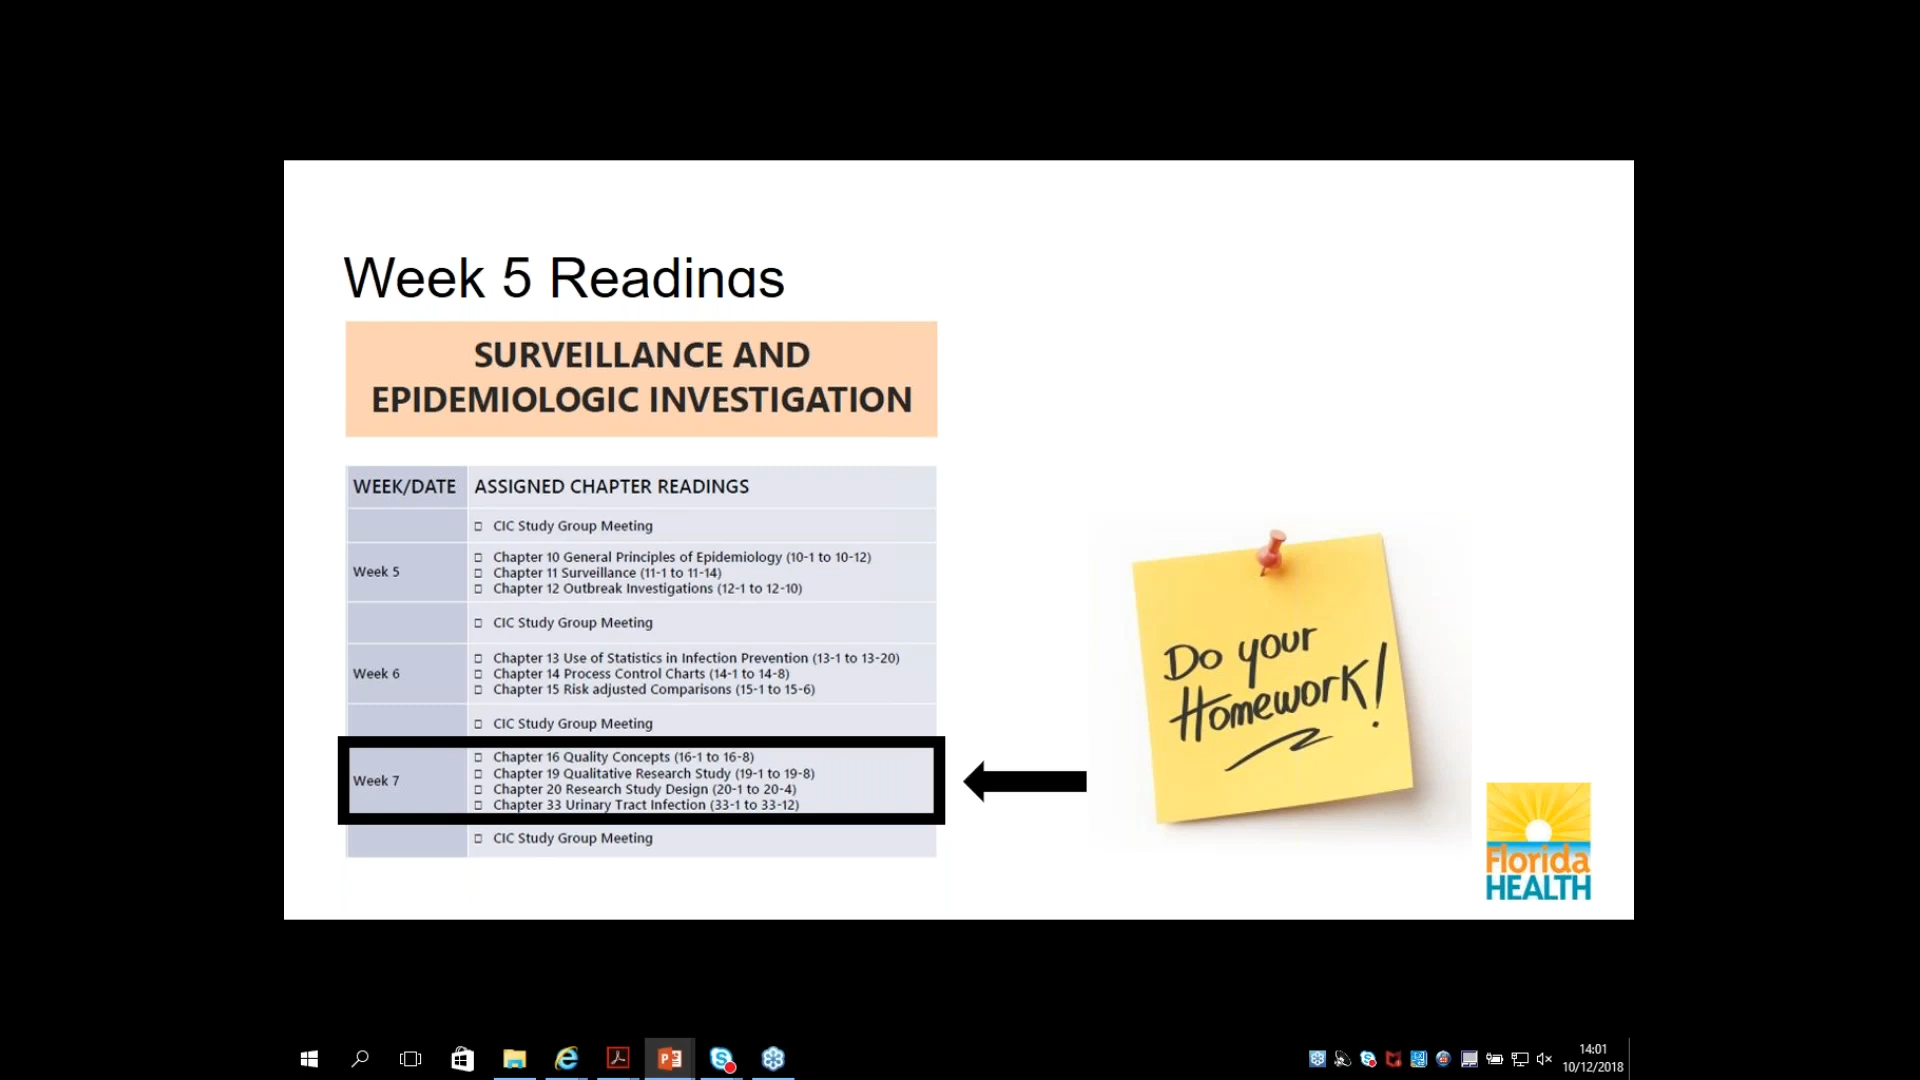 Week 5 Readings
SURVEILLANCE AND
EPIDEMIOLOGIC INVESTIGATION
WEEK/DATE ASSIGNED CHAPTER READINGS
CIC Study Group Meeting
Week 5
Chapter 10 General Principles of Epidemiology (10-1 to 10-12)
Chapter 11 Surveillance (11-1 to 11-14)
Chapter 12 Outbreak Investigations (12-1 to 12-10)
CIC Study Group Meeting
Week 6
Chapter 13 Use of Statistics in Infection Prevention (13-1 to 13-20)
Chapter 14 Process Control Charts (14-1 to 14-8)
Chapter 15 Risk adjusted Comparisons (15-1 to 15-6)
CIC Study Group Meeting
Week 7
Chapter 16 Quality Concepts (16-1 to 16-8)
Chapter 19 Qualitative Research Study (19-1 to 19-8)
Chapter 20 Research Study Design (20-1 to 20-4)
Chapter 33 Urinary Tract Infection (33-1 to 33-12)
CIC Study Group Meeting
Do your
Homework!
Florida
HEALTH
14:01
10/12/2018